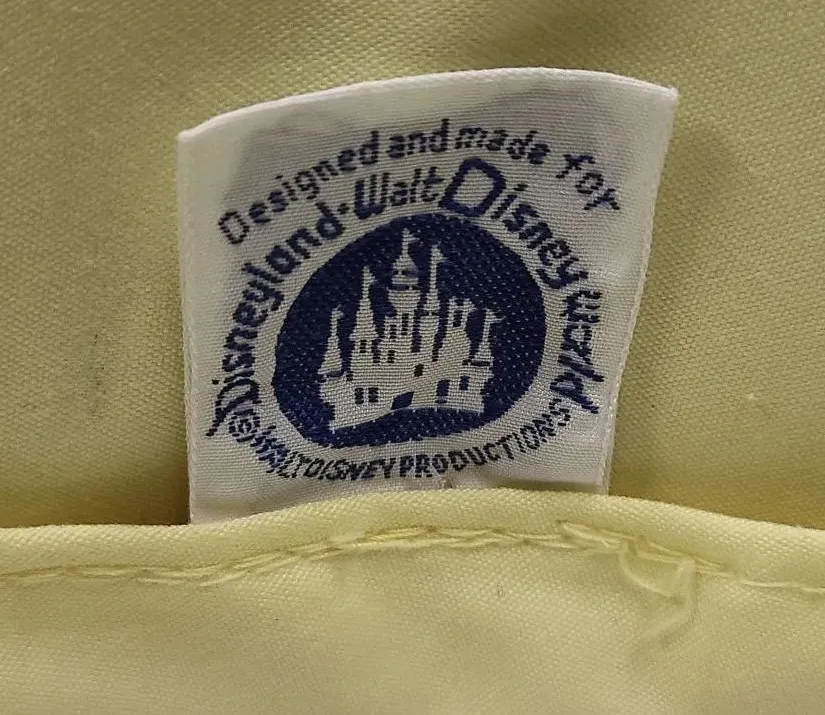 Designed and made for
Disneyland·Walt Disney World
© WALT DISNEY PRODUCTIONS